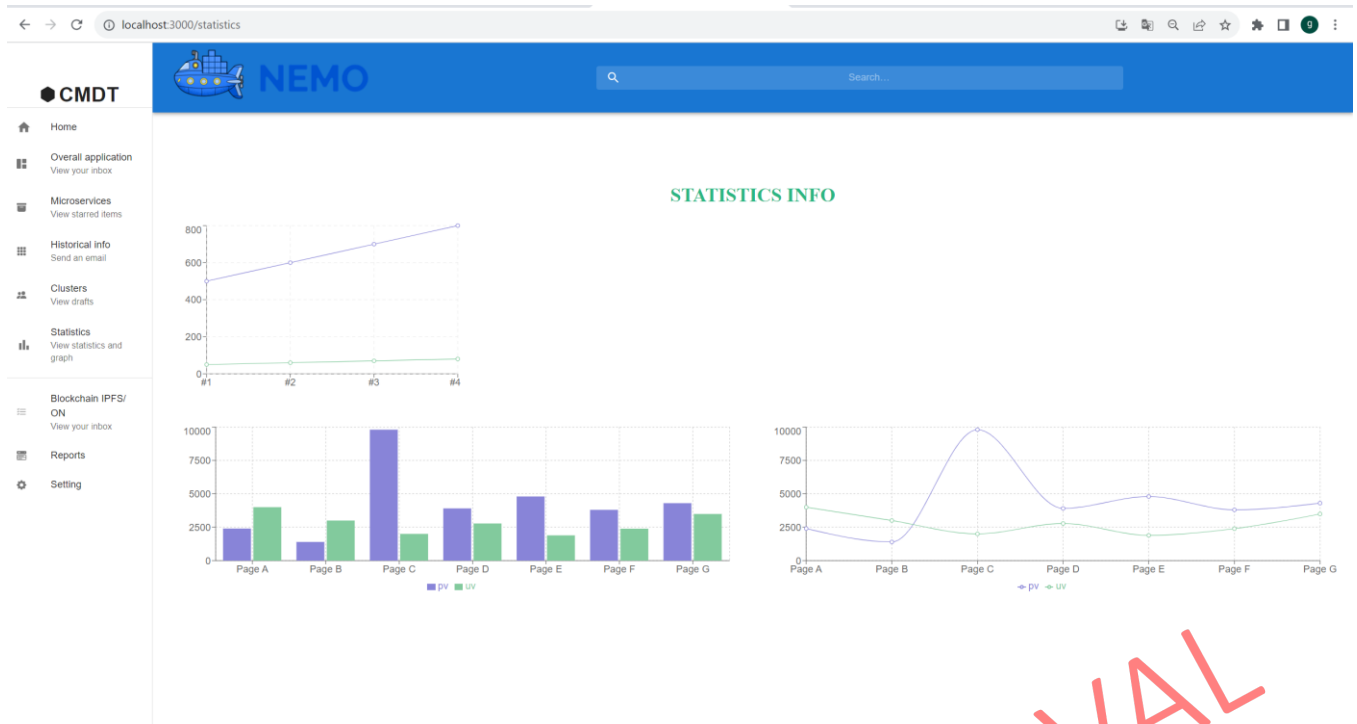 localhost:3000/statistics
g
NEMO
Search...
CMDT
Home
Overall application
View your inbox
Microservices
View starred items
Historical info
Send an email
Clusters
View drafts
Statistics
View statistics and
graph
Blockchain IPFS/
ON
View your inbox
Reports
Setting
STATISTICS INFO
800
600
400
200
0
#1 #2 #3 #4
10000
7500
5000
2500
0
Page A Page B Page C Page D Page E Page F Page G
pv uv
10000
7500
5000
2500
0
Page A Page B Page C Page D Page E Page F Page G
pv uv
VAL